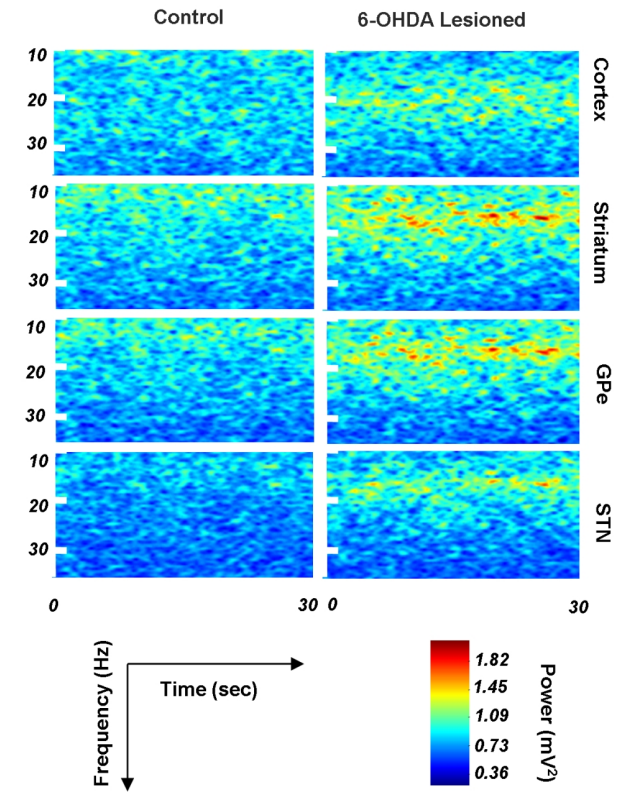 Control
6-OHDA Lesioned
10
20
30
Cortex
10
20
30
Striatum
10
20
30
GPe
10
20
30
STN
0
30
0
30
Frequency (Hz)
Time (sec)
1.82
1.45
1.09
0.73
0.36
Power (mV²)